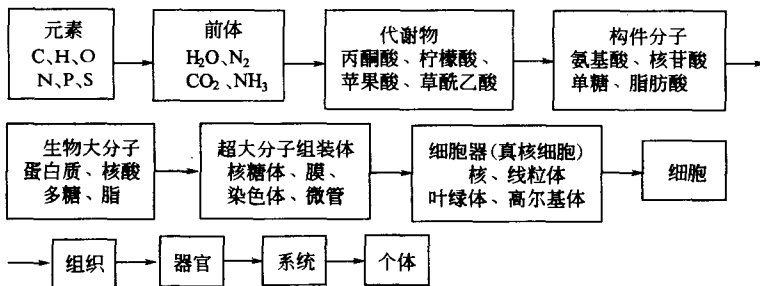 元素
C、H、O
N、P、S
前体
H₂O、N₂
CO₂、NH₃
代谢物
丙酮酸、柠檬酸、
苹果酸、草酰乙酸
构件分子
氨基酸、核苷酸
单糖、脂肪酸
生物大分子
蛋白质、核酸
多糖、脂
超大分子组装体
核糖体、膜、
染色体、微管
细胞器(真核细胞)
核、线粒体
叶绿体、高尔基体
细胞
组织
器官
系统
个体